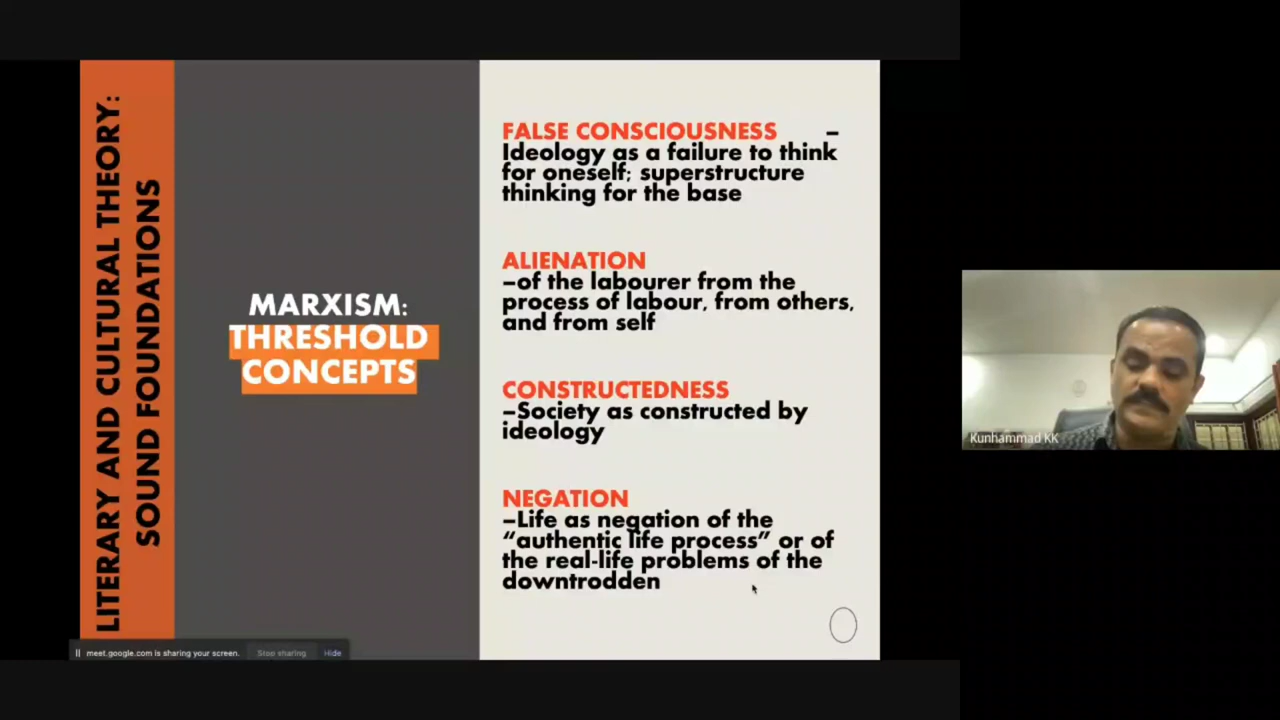 LITERARY AND CULTURAL THEORY:
SOUND FOUNDATIONS
MARXISM:
THRESHOLD
CONCEPTS
FALSE CONSCIOUSNESS –
Ideology as a failure to think
for oneself; superstructure
thinking for the base
ALIENATION
–of the labourer from the
process of labour, from others,
and from self
CONSTRUCTEDNESS
–Society as constructed by
ideology
NEGATION
–Life as negation of the
“authentic life process” or of
the real-life problems of the
downtrodden
meet.google.com is sharing your screen. Stop sharing Hide
Kunhammad KK